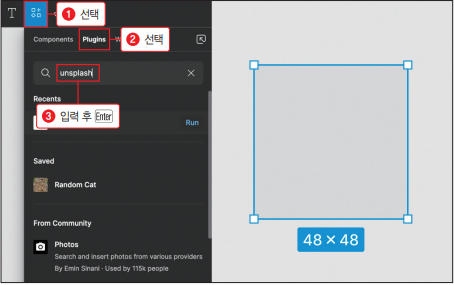 T
1 선택
Components Plugins W
2 선택
unsplash
Recents
3 입력 후 Enter
Run
Saved
Random Cat
From Community
Photos
Search and insert photos from various providers
By Emin Sinani · Used by 115k people
48 × 48